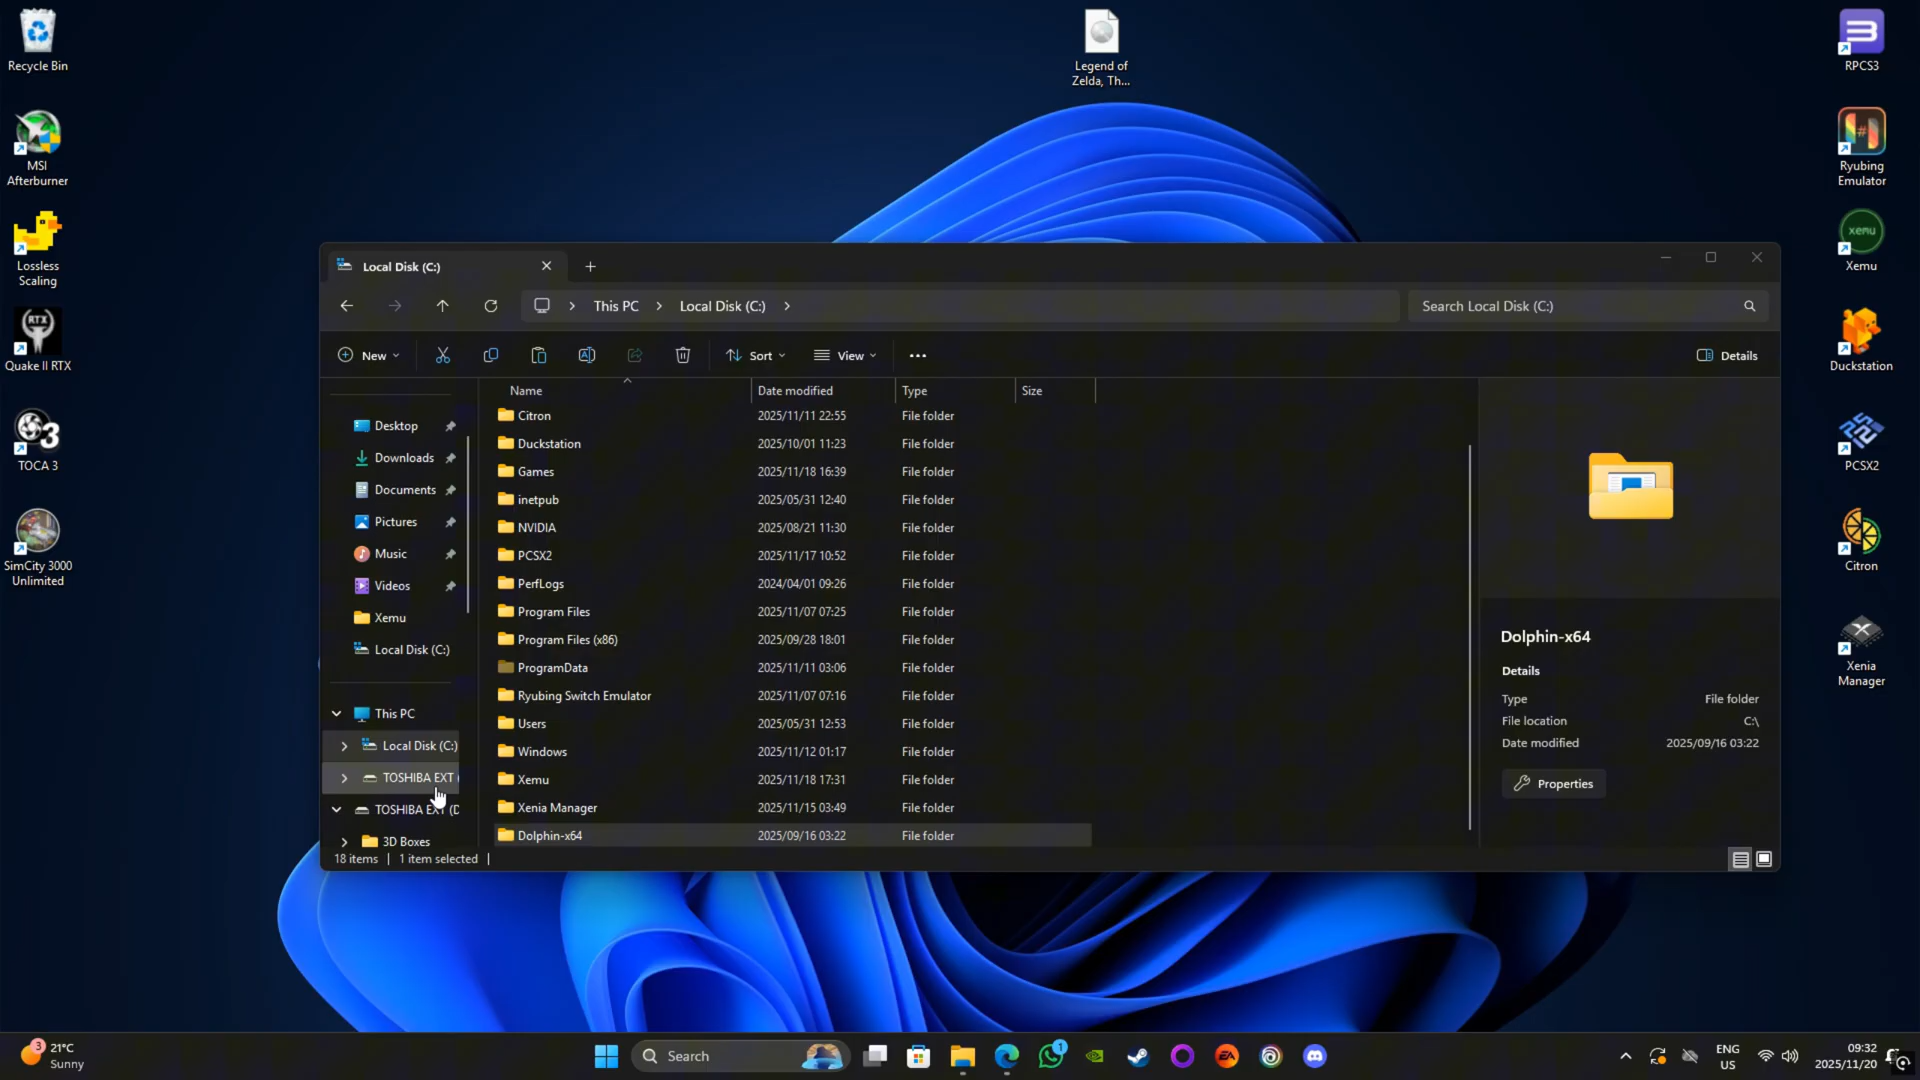 Recycle Bin
MSI
Afterburner
Lossless
Scaling
RTX
Quake II RTX
3
TOCA 3
SimCity 3000
Unlimited
Legend of
Zelda, Th...
RPCS3
Ryubing
Emulator
xemu
Xemu
Duckstation
PCSX2
Citron
Xenia
Manager
Local Disk (C:)
This PC
Local Disk (C:)
Search Local Disk (C:)
New
Sort
View
Details
Name
Date modified
Type
Size
Desktop
Downloads
Documents
Pictures
Music
Videos
Xemu
Local Disk (C:)
This PC
Local Disk (C:)
TOSHIBA EXT (
TOSHIBA EXT (D
3D Boxes
Citron 2025/11/11 22:55 File folder
Duckstation 2025/10/01 11:23 File folder
Games 2025/11/18 16:39 File folder
inetpub 2025/05/31 12:40 File folder
NVIDIA 2025/08/21 11:30 File folder
PCSX2 2025/11/17 10:52 File folder
PerfLogs 2024/04/01 09:26 File folder
Program Files 2025/11/07 07:25 File folder
Program Files (x86) 2025/09/28 18:01 File folder
ProgramData 2025/11/11 03:06 File folder
Ryubing Switch Emulator 2025/11/07 07:16 File folder
Users 2025/05/31 12:53 File folder
Windows 2025/11/12 01:17 File folder
Xemu 2025/11/18 17:31 File folder
Xenia Manager 2025/11/15 03:49 File folder
Dolphin-x64 2025/09/16 03:22 File folder
Dolphin-x64
Details
Type File folder
File location C:\
Date modified 2025/09/16 03:22
Properties
18 items
1 item selected
3
21°C
Sunny
Search
1
EA
ENG
US
09:32
2025/11/20